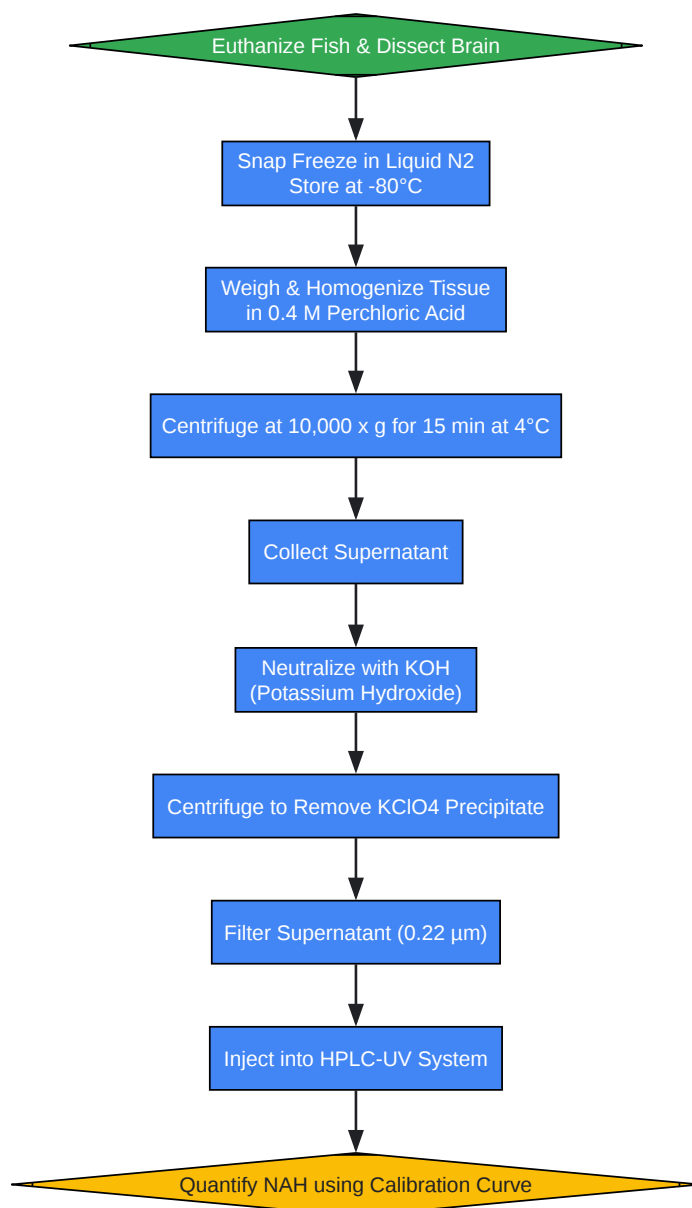 Euthanize Fish & Dissect Brain
Snap Freeze in Liquid N2
Store at -80°C
Weigh & Homogenize Tissue
in 0.4 M Perchloric Acid
Centrifuge at 10,000 x g for 15 min at 4°C
Collect Supernatant
Neutralize with KOH
(Potassium Hydroxide)
Centrifuge to Remove KClO4 Precipitate
Filter Supernatant (0.22 µm)
Inject into HPLC-UV System
Quantify NAH using Calibration Curve